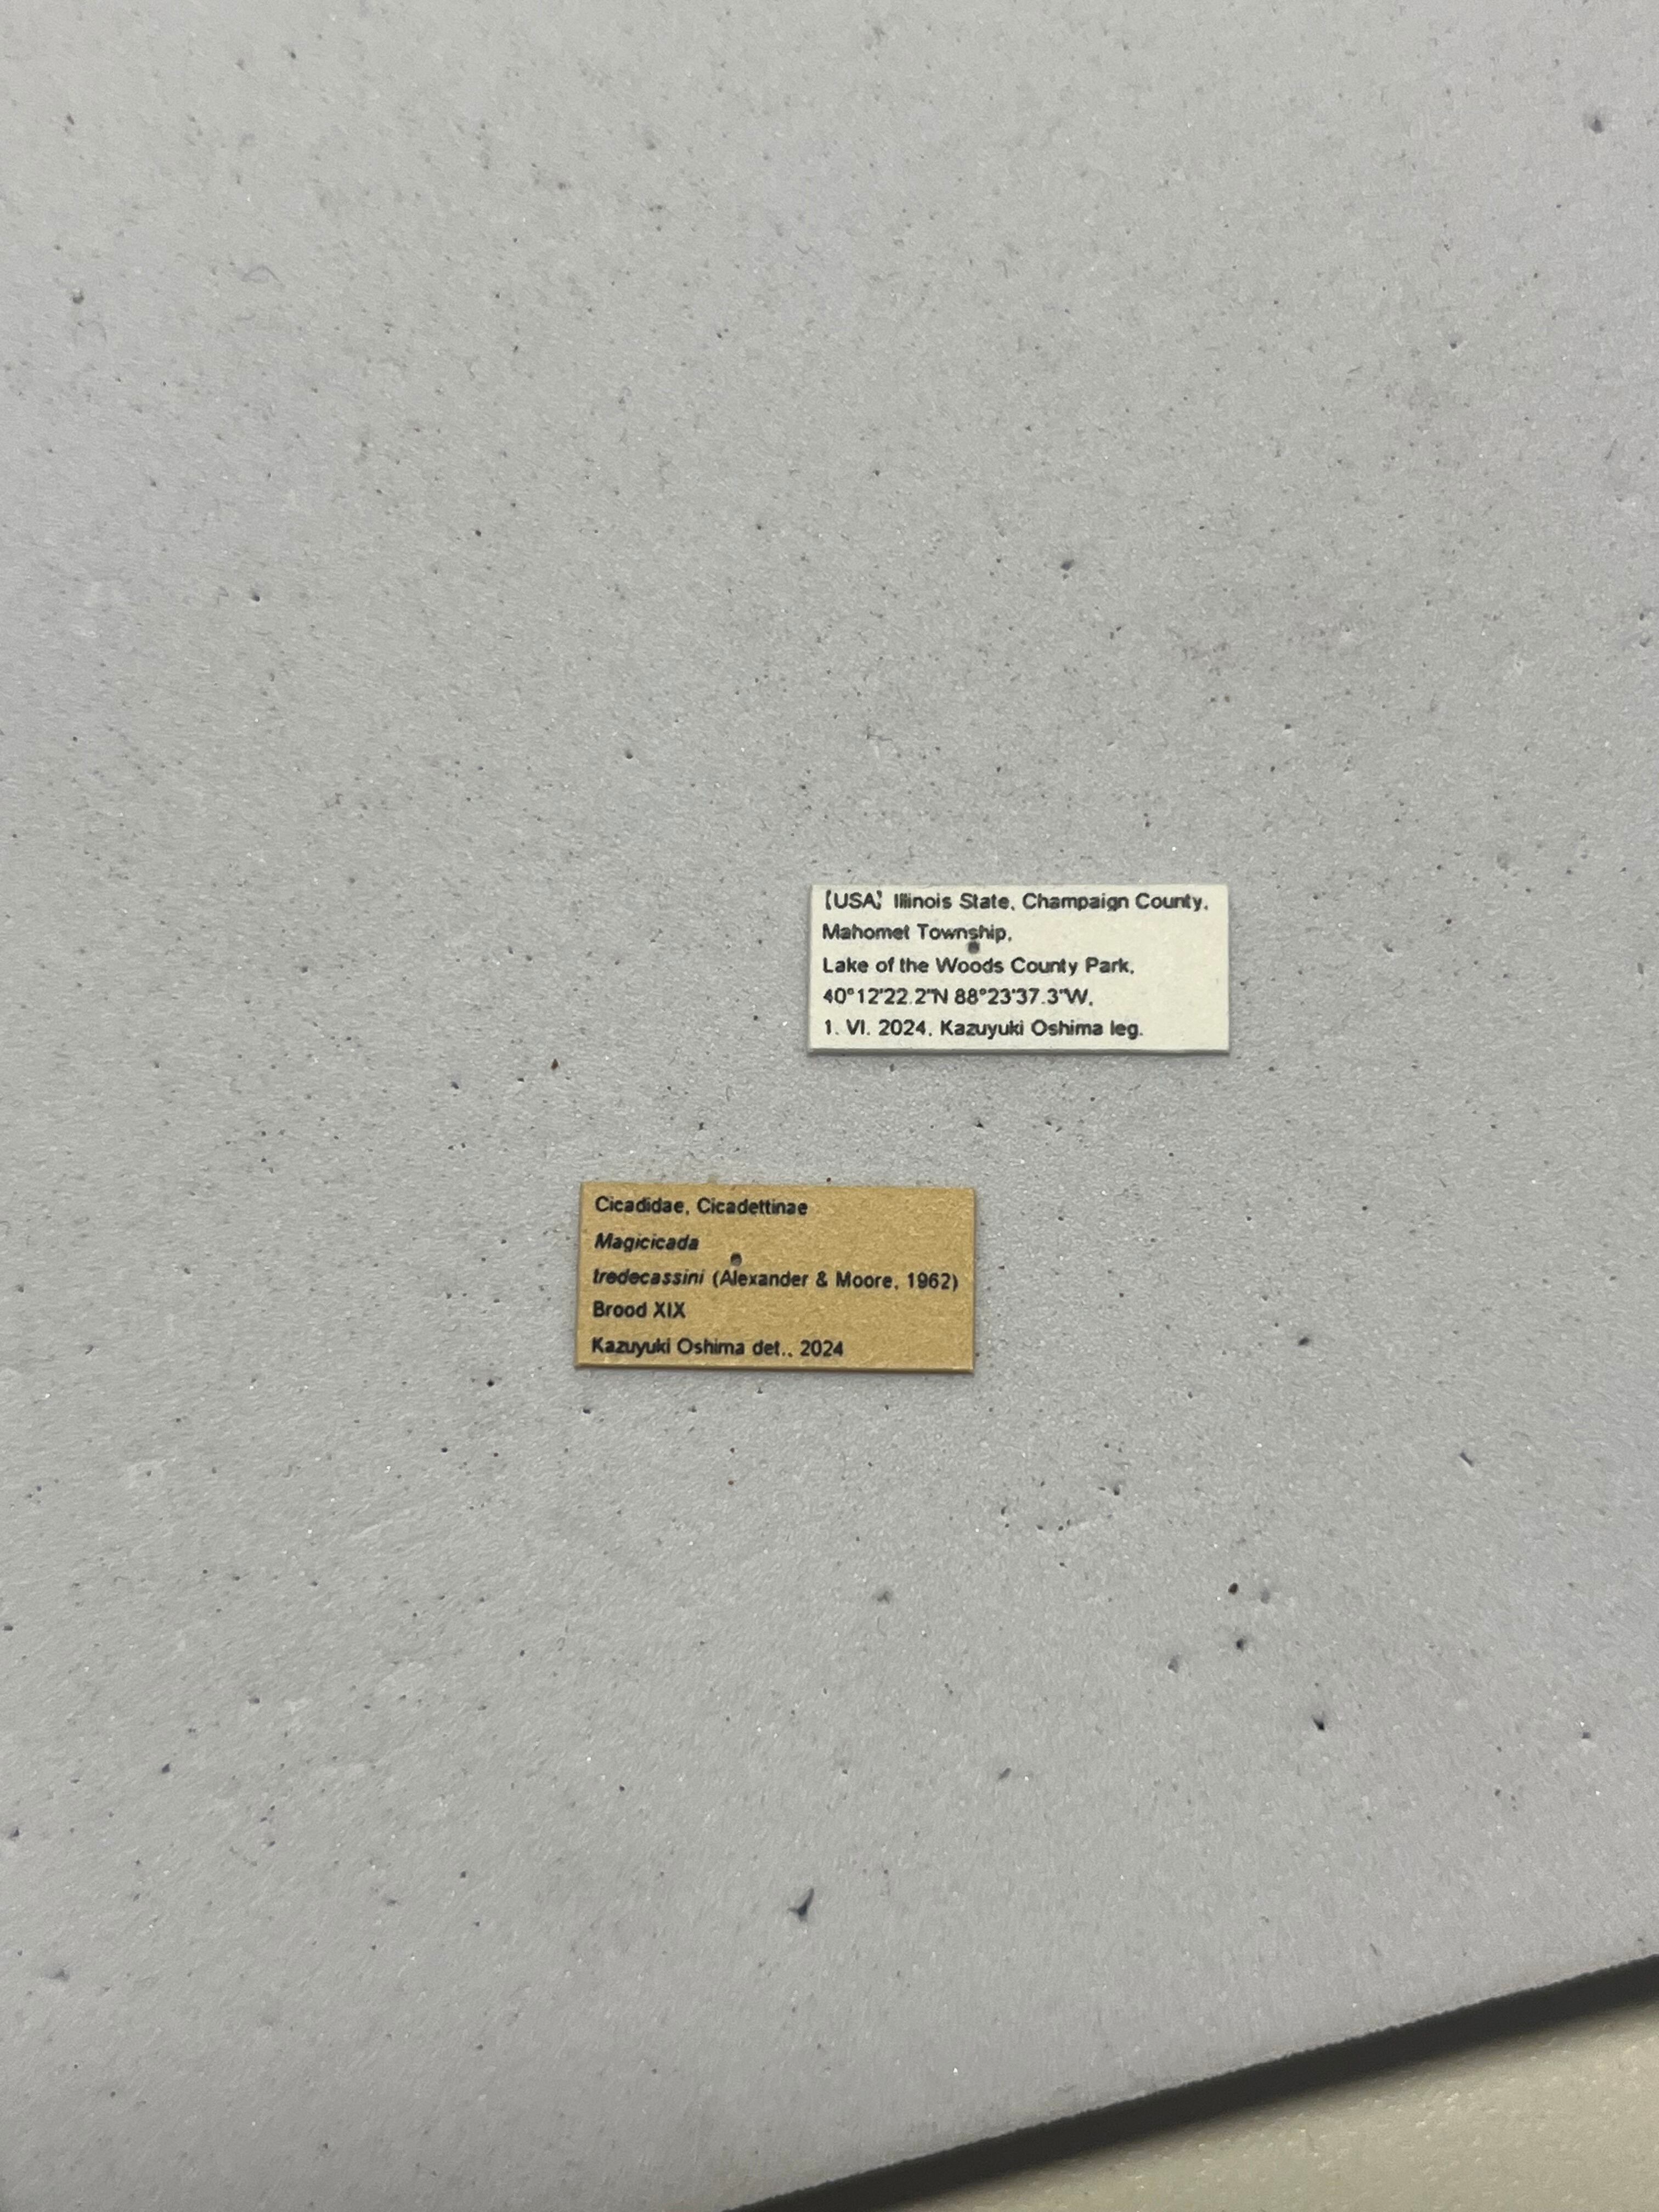 【USA】 Illinois State, Champaign County,
Mahomet Township,
Lake of the Woods County Park,
40°12'22.2"N 88°23'37.3"W,
1. VI. 2024, Kazuyuki Oshima leg.
Cicadidae, Cicadettinae
Magicicada
tredecassini (Alexander & Moore, 1962)
Brood XIX
Kazuyuki Oshima det., 2024